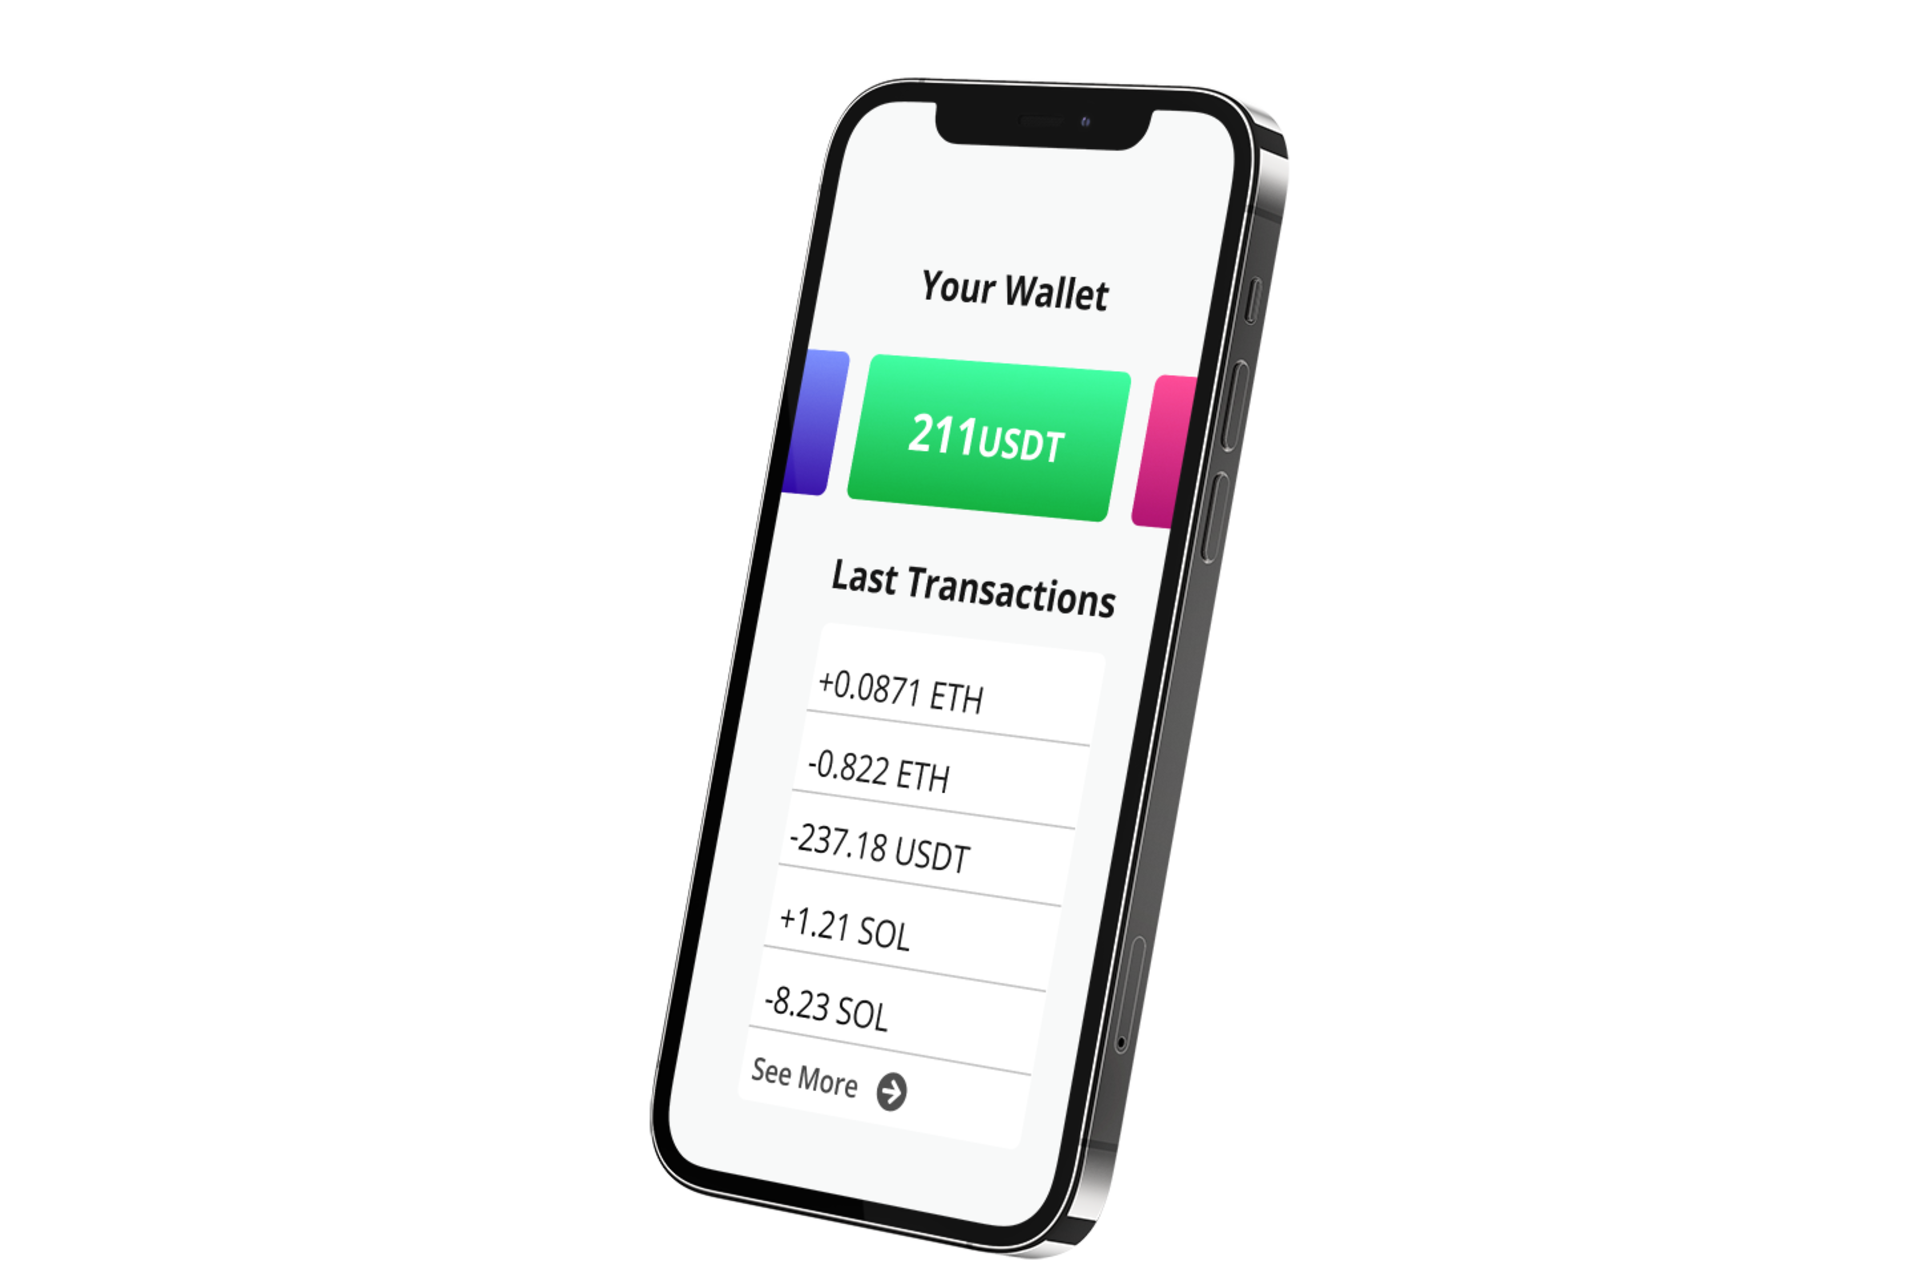 Your Wallet
211USDT
Last Transactions
+0.0871 ETH
-0.822 ETH
-237.18 USDT
+1.21 SOL
-8.23 SOL
See More